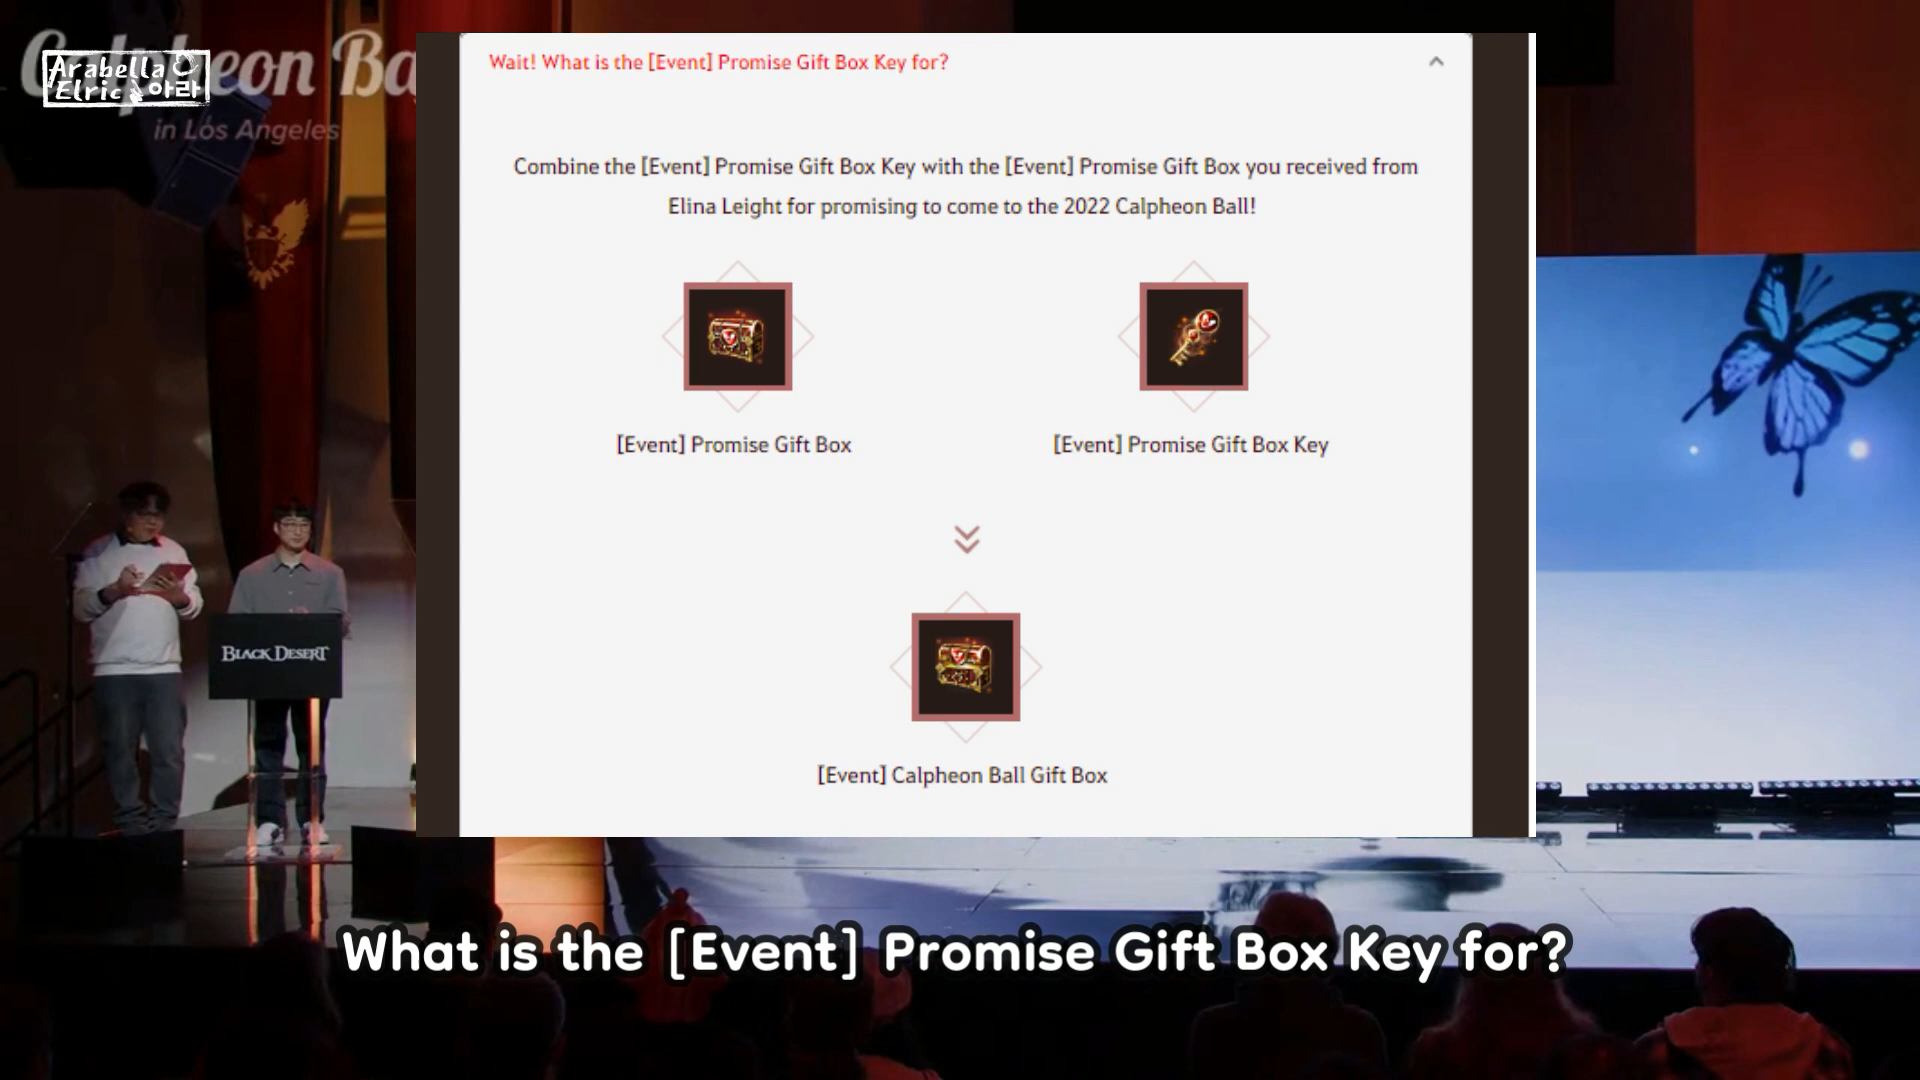 Calpheon Ba
Arabella
Elric 아라
in Los Angeles
Wait! What is the [Event] Promise Gift Box Key for?
Combine the [Event] Promise Gift Box Key with the [Event] Promise Gift Box you received from
Elina Leight for promising to come to the 2022 Calpheon Ball!
[Event] Promise Gift Box
[Event] Promise Gift Box Key
[Event] Calpheon Ball Gift Box
BLACK DESERT
What is the [Event] Promise Gift Box Key for?